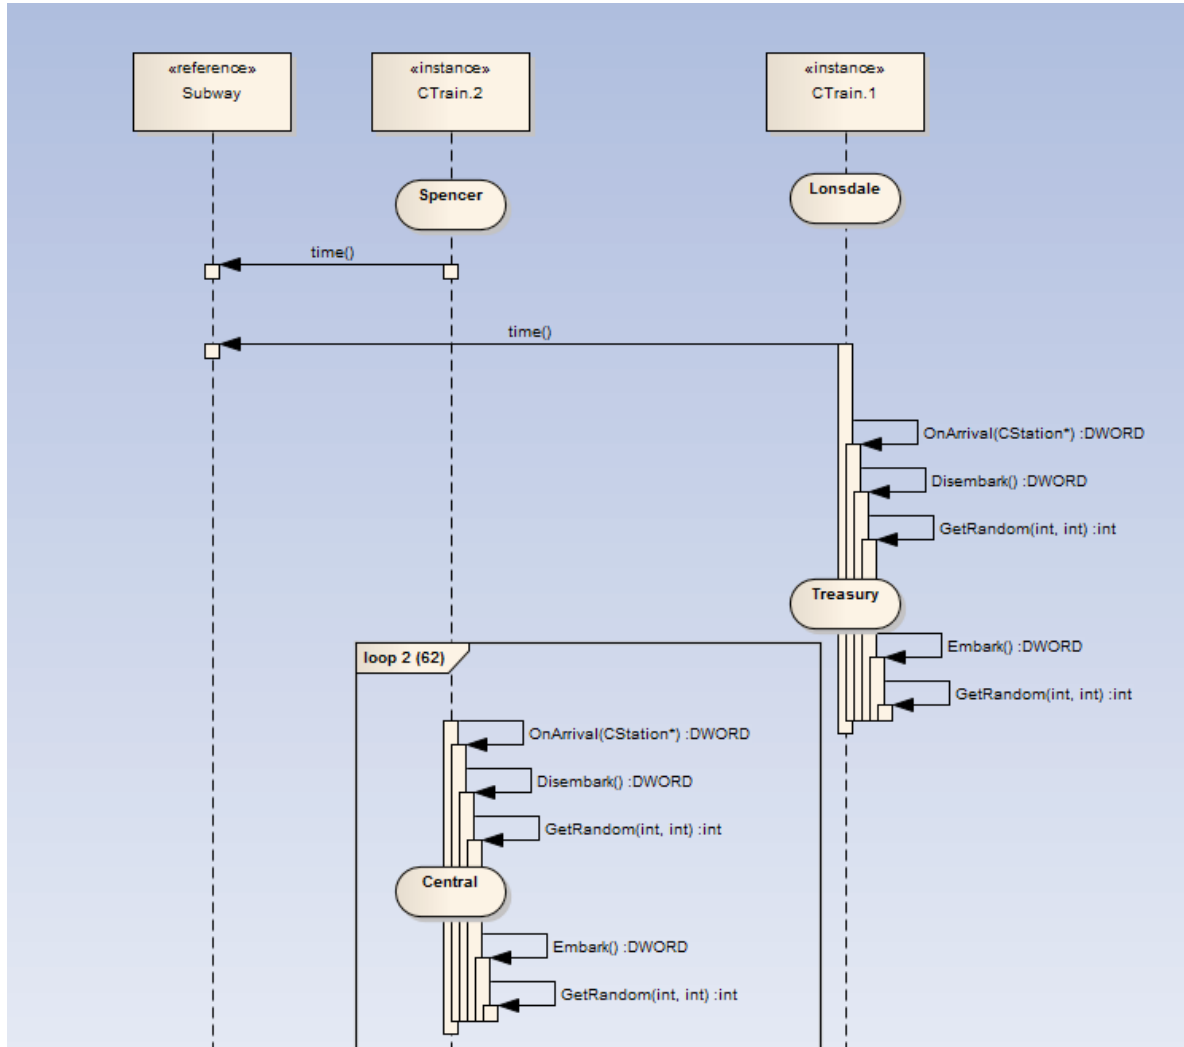 «reference»
Subway
«instance»
CTrain.2
«instance»
CTrain.1
Spencer
Lonsdale
time()
time()
OnArrival(CStation*) :DWORD
Disembark() :DWORD
GetRandom(int, int) :int
Treasury
Embark() :DWORD
loop 2 (62)
GetRandom(int, int) :int
OnArrival(CStation*) :DWORD
Disembark() :DWORD
GetRandom(int, int) :int
Central
Embark() :DWORD
GetRandom(int, int) :int